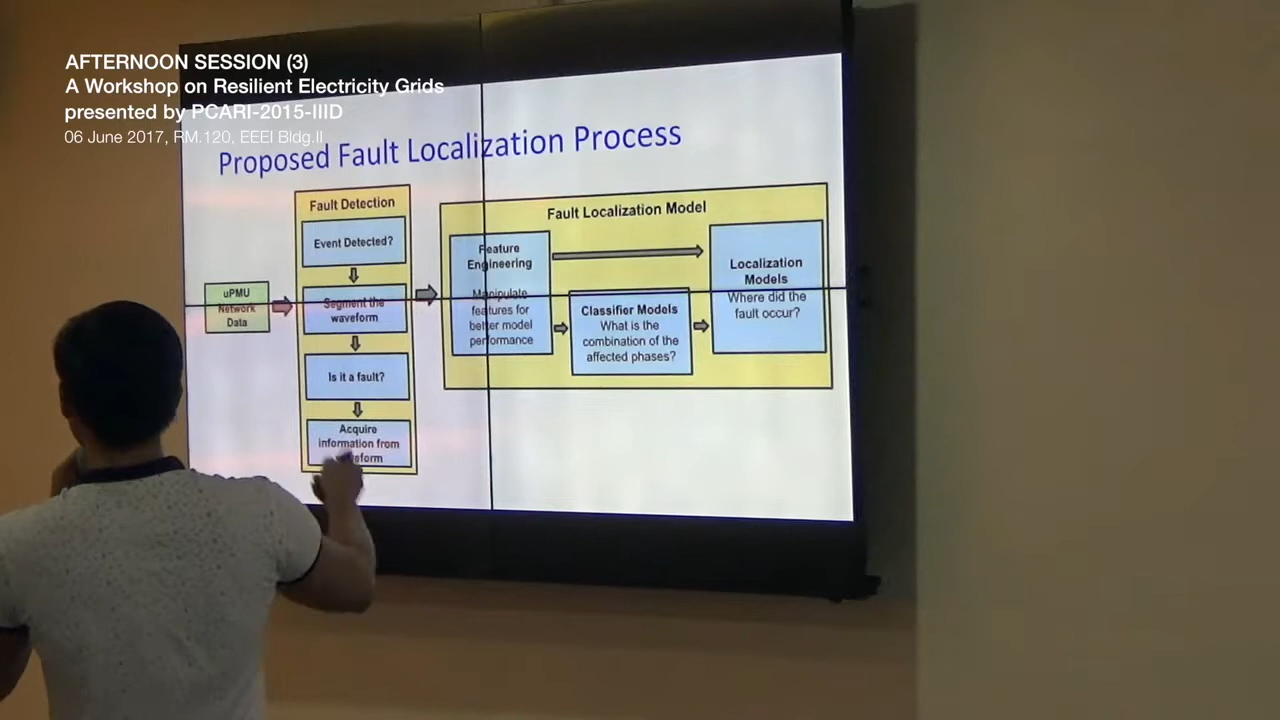 AFTERNOON SESSION (3)
A Workshop on Resilient Electricity Grids
presented by PCARI-2015-IIID
06 June 2017, RM.120, EEEI Bldg.II
Proposed Fault Localization Process
uPMU
Network
Data
Fault Detection
Event Detected?
Segment the
waveform
Is it a fault?
Acquire
information from
waveform
Fault Localization Model
Feature
Engineering
Manipulate
features for
better model
performance
Classifier Models
What is the
combination of the
affected phases?
Localization
Models
Where did the
fault occur?